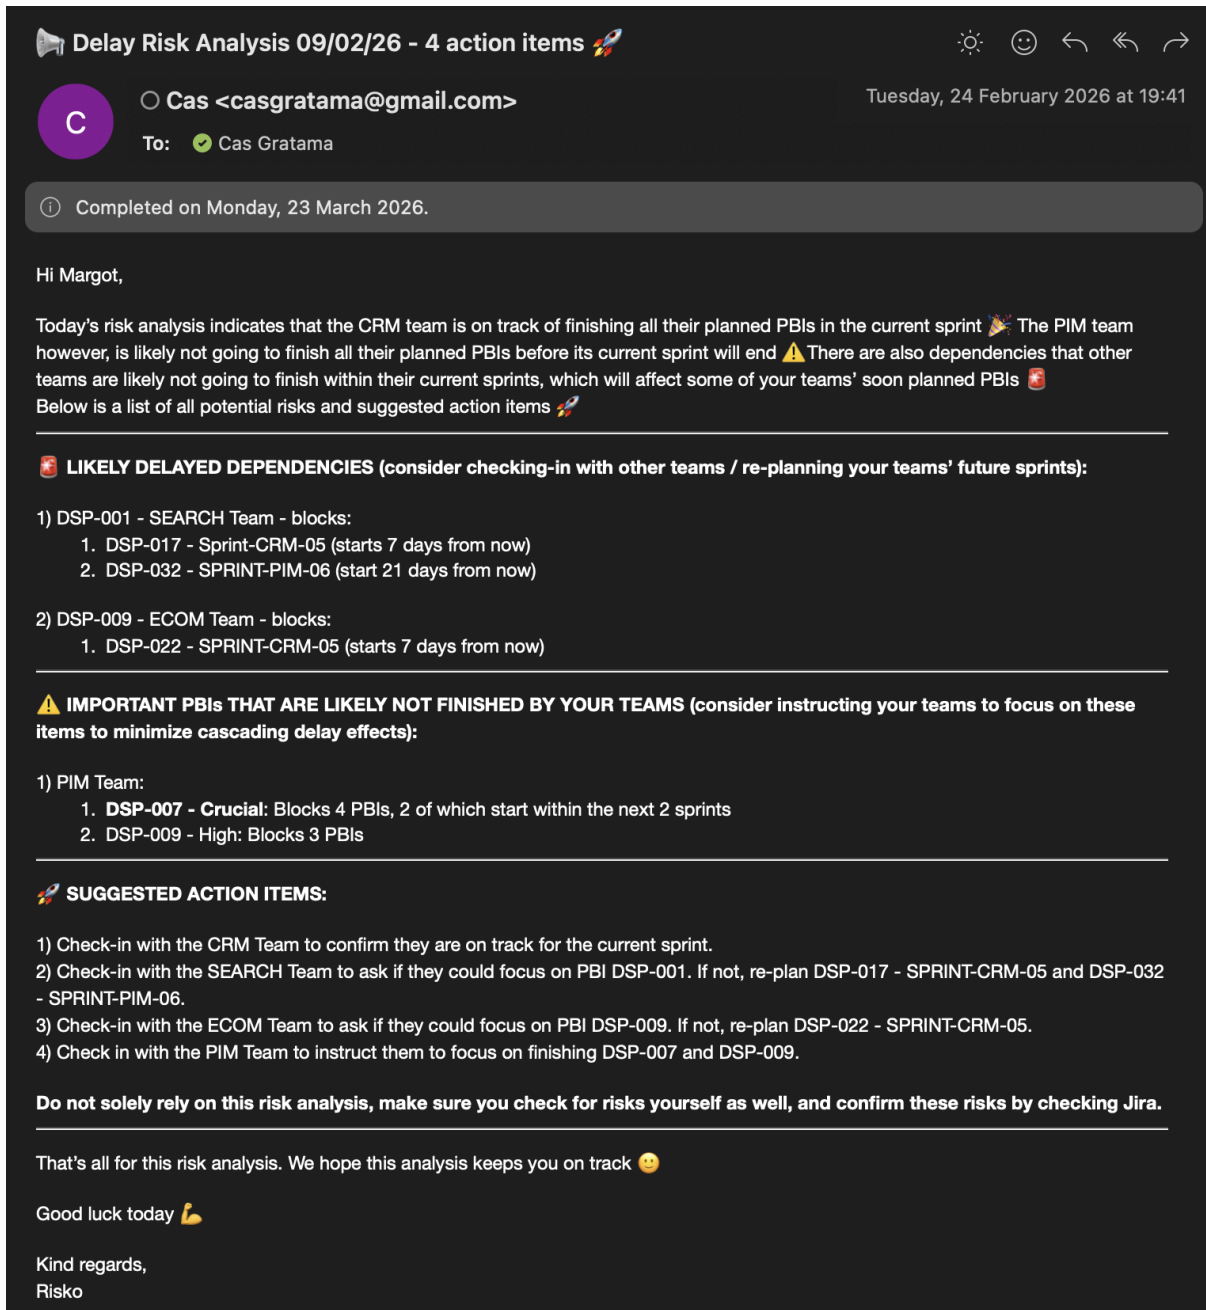 📢 Delay Risk Analysis 09/02/26 - 4 action items 🚀
C
Cas <casgratama@gmail.com>
Tuesday, 24 February 2026 at 19:41
To: Cas Gratama
Completed on Monday, 23 March 2026.
Hi Margot,
Today’s risk analysis indicates that the CRM team is on track of finishing all their planned PBIs in the current sprint 🎉 The PIM team
however, is likely not going to finish all their planned PBIs before its current sprint will end ⚠️There are also dependencies that other
teams are likely not going to finish within their current sprints, which will affect some of your teams’ soon planned PBIs 🚨
Below is a list of all potential risks and suggested action items 🚀
🚨 LIKELY DELAYED DEPENDENCIES (consider checking-in with other teams / re-planning your teams’ future sprints):
1) DSP-001 - SEARCH Team - blocks:
1. DSP-017 - Sprint-CRM-05 (starts 7 days from now)
2. DSP-032 - SPRINT-PIM-06 (start 21 days from now)
2) DSP-009 - ECOM Team - blocks:
1. DSP-022 - SPRINT-CRM-05 (starts 7 days from now)
⚠️ IMPORTANT PBIs THAT ARE LIKELY NOT FINISHED BY YOUR TEAMS (consider instructing your teams to focus on these
items to minimize cascading delay effects):
1) PIM Team:
1. DSP-007 - Crucial: Blocks 4 PBIs, 2 of which start within the next 2 sprints
2. DSP-009 - High: Blocks 3 PBIs
🚀 SUGGESTED ACTION ITEMS:
1) Check-in with the CRM Team to confirm they are on track for the current sprint.
2) Check-in with the SEARCH Team to ask if they could focus on PBI DSP-001. If not, re-plan DSP-017 - SPRINT-CRM-05 and DSP-032
- SPRINT-PIM-06.
3) Check-in with the ECOM Team to ask if they could focus on PBI DSP-009. If not, re-plan DSP-022 - SPRINT-CRM-05.
4) Check in with the PIM Team to instruct them to focus on finishing DSP-007 and DSP-009.
Do not solely rely on this risk analysis, make sure you check for risks yourself as well, and confirm these risks by checking Jira.
That’s all for this risk analysis. We hope this analysis keeps you on track 🙂
Good luck today 💪
Kind regards,
Risko